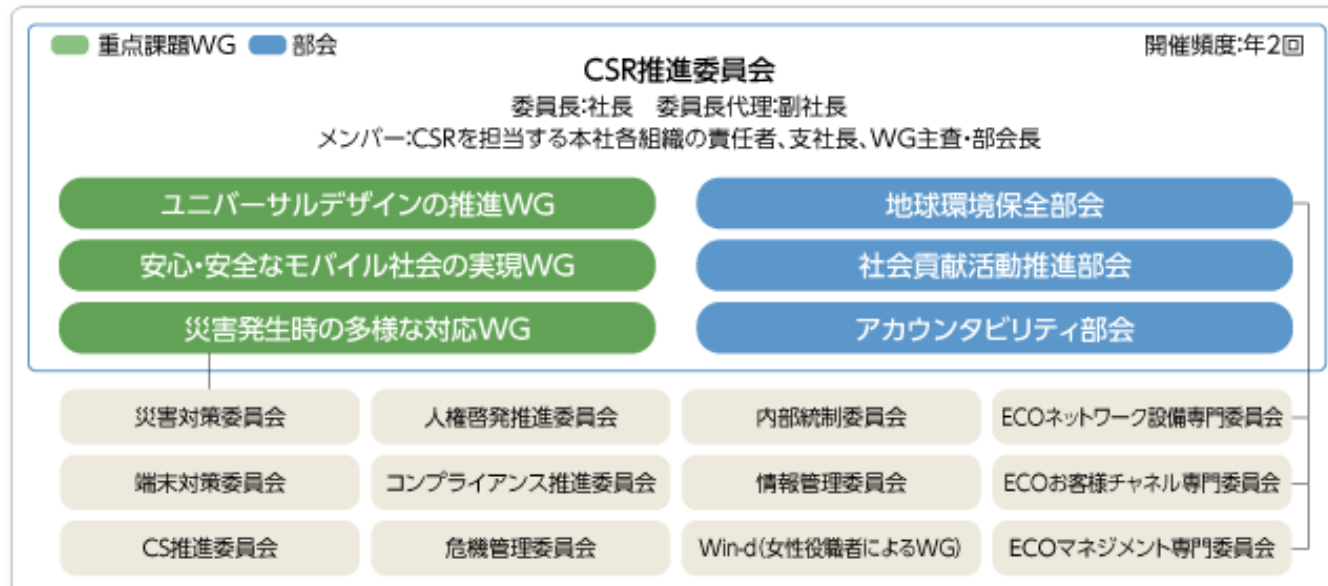 重点課題WG 部会 開催頻度:年2回
CSR推進委員会
委員長:社長 委員長代理:副社長
メンバー:CSRを担当する本社各組織の責任者、支社長、WG主査・部会長
ユニバーサルデザインの推進WG
安心・安全なモバイル社会の実現WG
災害発生時の多様な対応WG
地球環境保全部会
社会貢献活動推進部会
アカウンタビリティ部会
災害対策委員会 人権啓発推進委員会 内部統制委員会 ECOネットワーク設備専門委員会
端末対策委員会 コンプライアンス推進委員会 情報管理委員会 ECOお客様チャネル専門委員会
CS推進委員会 危機管理委員会 Win-d(女性役職者によるWG) ECOマネジメント専門委員会